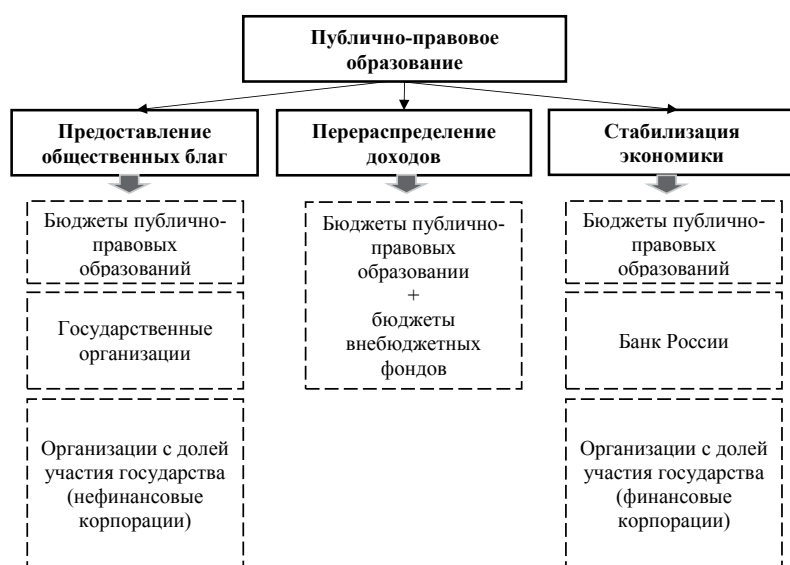 Публично-правовое
образование
Предоставление
общественных благ
Перераспределение
доходов
Стабилизация
экономики
Бюджеты публично-
правовых
образований
Государственные
организации
Организации с долей
участия государства
(нефинансовые
корпорации)
Бюджеты публично-
правовых
образовании
+
бюджеты
внебюджетных
фондов
Бюджеты публично-
правовых
образований
Банк России
Организации с долей
участия государства
(финансовые
корпорации)